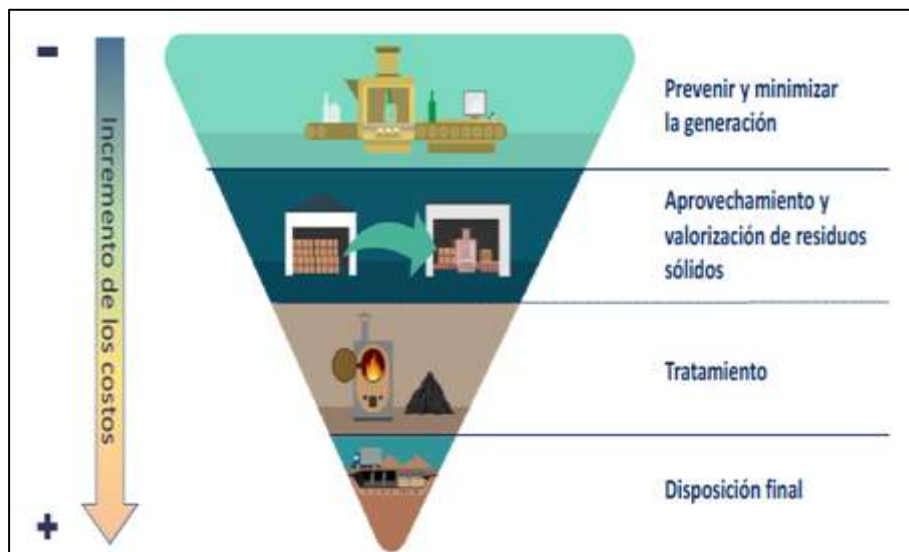 -
Incremento de los costos
+
Prevenir y minimizar
la generación
Aprovechamiento y
valorización de residuos
sólidos
Tratamiento
Disposición final